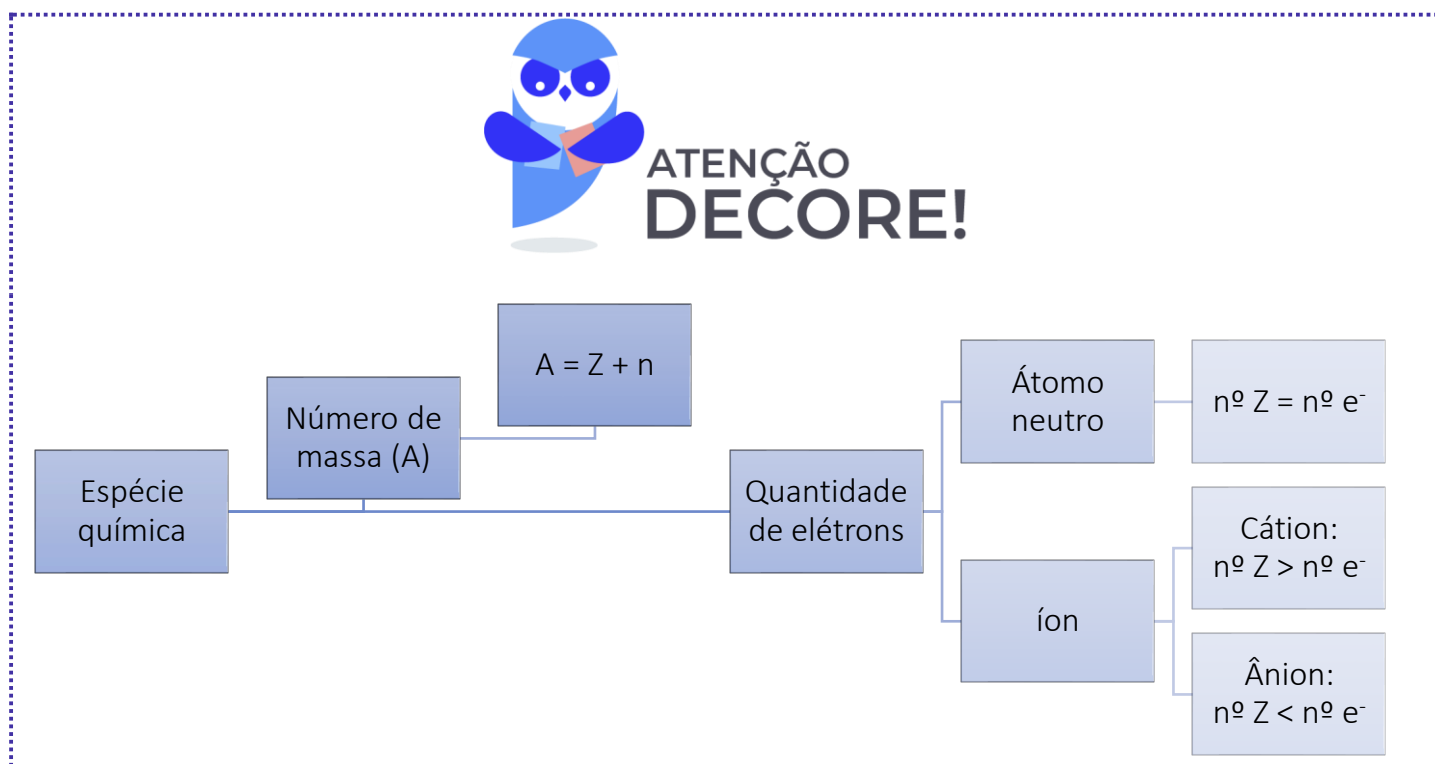 ATENÇÃO
DECORE!
Espécie
química
Número de
massa (A)
A = Z + n
Quantidade
de elétrons
Átomo
neutro
nº Z = nº e⁻
íon
Cátion:
nº Z > nº e⁻
Ânion:
nº Z < nº e⁻